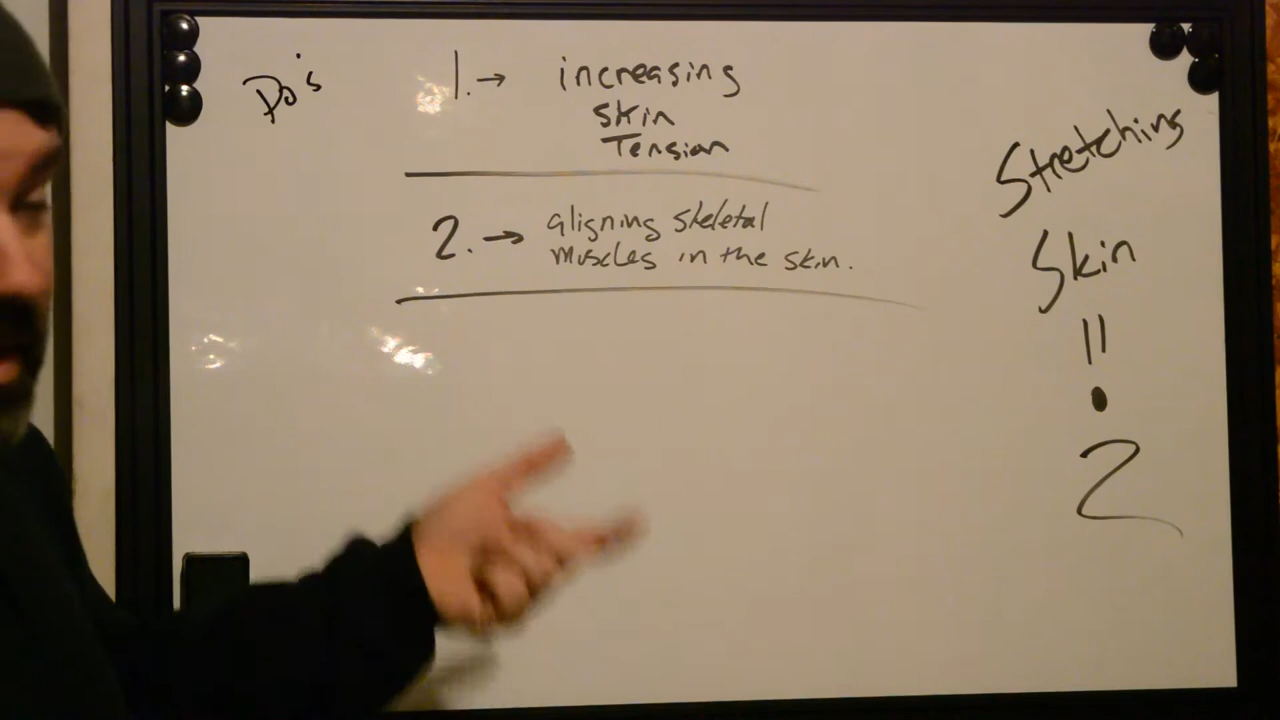 Do's
1. → increasing
skin
Tension
2. → aligning skeletal
muscles in the skin.
Stretching
Skin
||
•
2